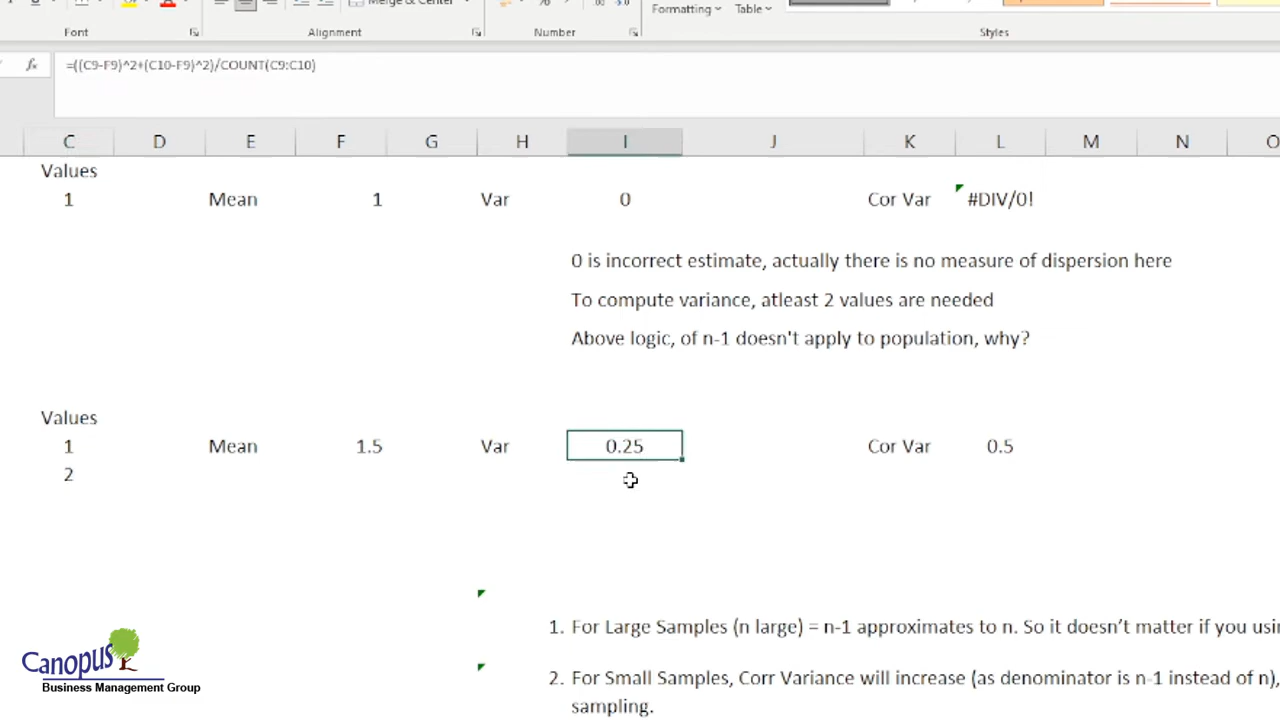 Merge & Center
%
Formatting
Table
Font
Alignment
Number
Styles
fx
=((C9-F9)^2+(C10-F9)^2)/COUNT(C9:C10)
C D E F G H I J K L M N O
Values
1 Mean 1 Var 0 Cor Var #DIV/0!
0 is incorrect estimate, actually there is no measure of dispersion here
To compute variance, atleast 2 values are needed
Above logic, of n-1 doesn't apply to population, why?
Values
1 Mean 1.5 Var 0.25 Cor Var 0.5
2
1. For Large Samples (n large) = n-1 approximates to n. So it doesn't matter if you
2. For Small Samples, Corr Variance will increase (as denominator is n-1 instead of n),
sampling.
Canopus
Business Management Group